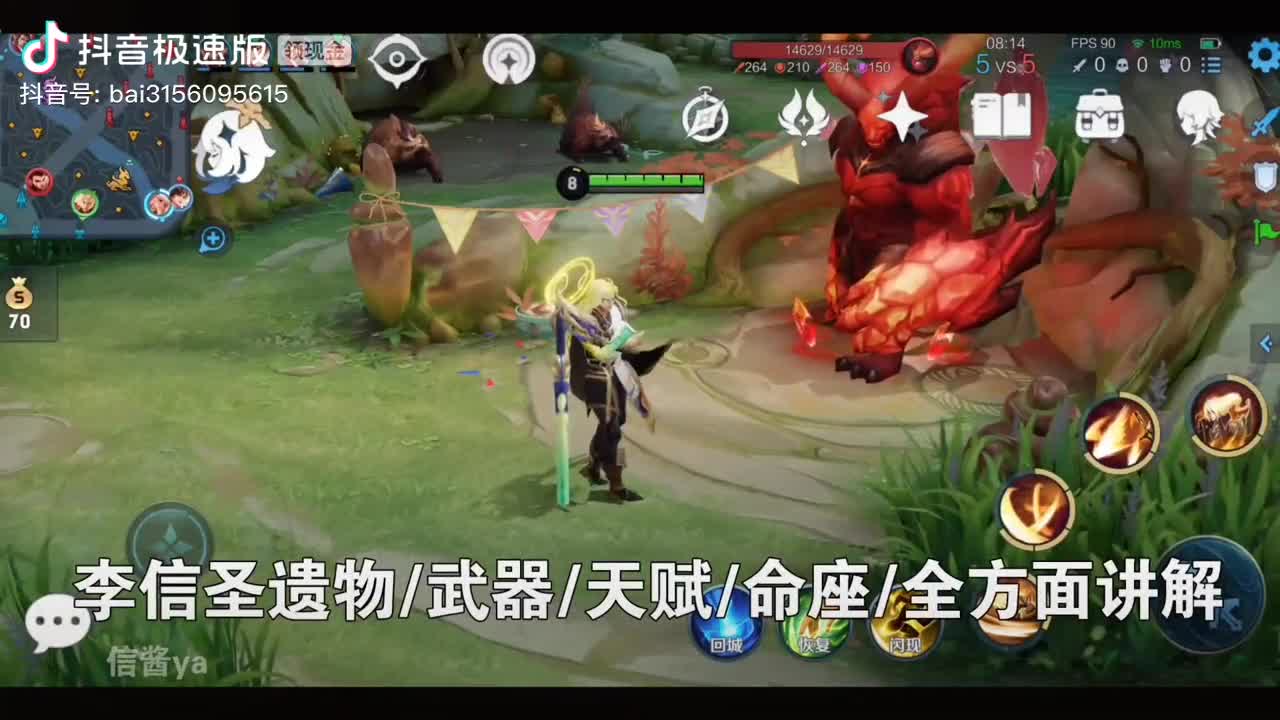 抖音极速版
领现金
抖音号: bai3156095615
14629/14629
264 210 264 150
08:14
5 VS 5
FPS 90
10ms
0 0 0
8
70
李信圣遗物/武器/天赋/命座/全方面讲解
回城
恢复
闪现
信酱ya